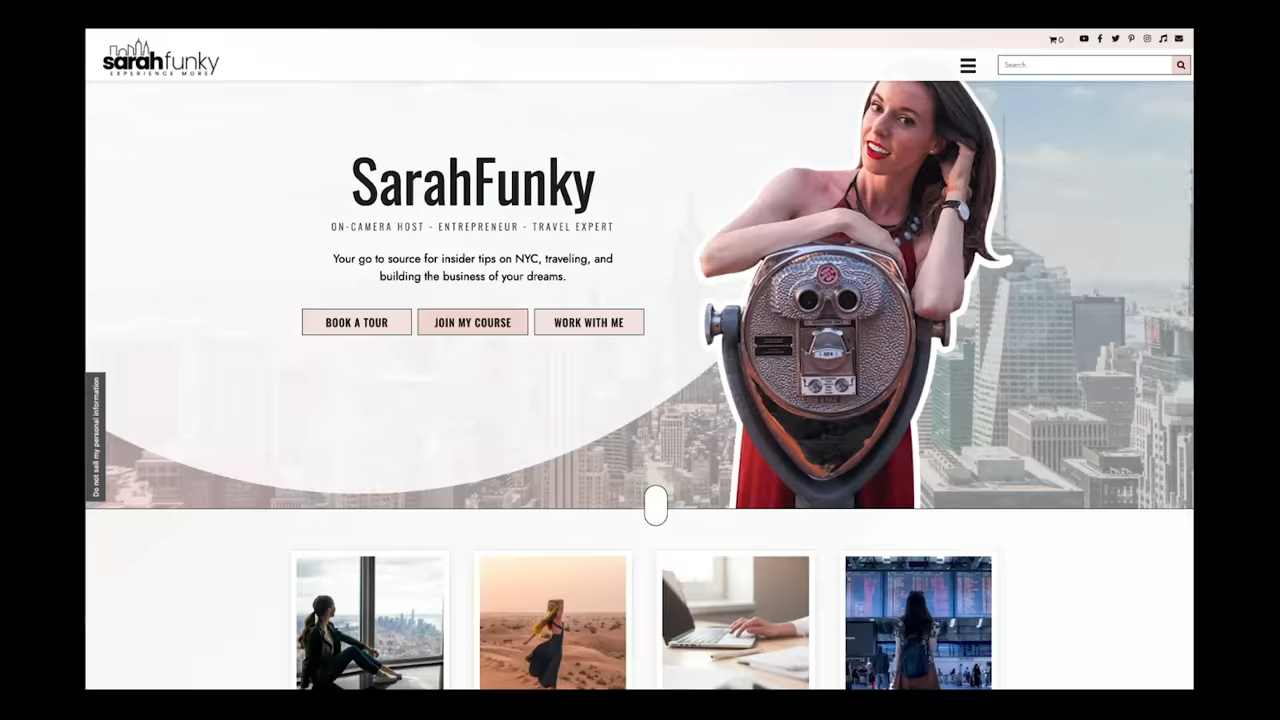 sarahfunky
EXPERIENCE MORE
0
Search...
SarahFunky
ON-CAMERA HOST - ENTREPRENEUR - TRAVEL EXPERT
Your go to source for insider tips on NYC, traveling, and
building the business of your dreams.
BOOK A TOUR
JOIN MY COURSE
WORK WITH ME
Do not sell my personal information